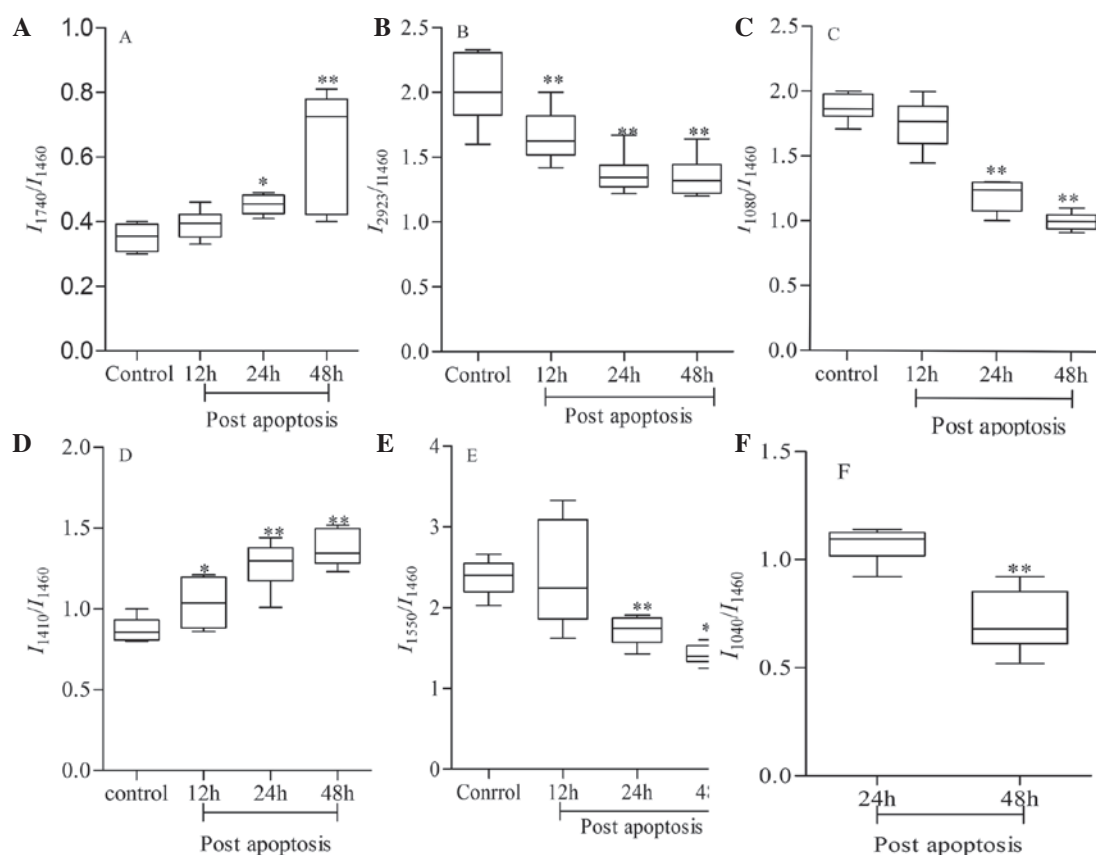 A
A
I1740/I1460
1.0
0.8
0.6
0.4
0.2
0.0
**
*
Control 12h 24h 48h
Post apoptosis
B
B
I2923/I1460
2.5
2.0
1.5
1.0
0.5
0.0
**
**
**
Control 12h 24h 48h
Post apoptosis
C
C
I1080/I1460
2.5
2.0
1.5
1.0
0.5
0.0
**
**
control 12h 24h 48h
Post apoptosis
D
D
I1410/I1460
2.0
1.5
1.0
0.5
0.0
*
**
**
control 12h 24h 48h
Post apoptosis
E
E
I1550/I1460
4
3
2
1
0
**
*
Conrrol 12h 24h
Post apoptosis
F
F
I1040/I1460
1.5
1.0
0.5
0.0
**
24h 48h
Post apoptosis